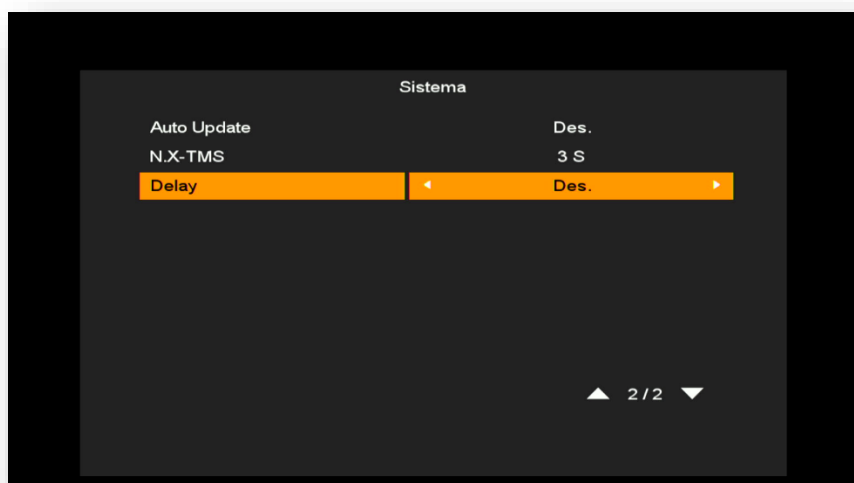 Sistema
Auto Update Des.
N.X-TMS 3 S
Delay Des.
2/2